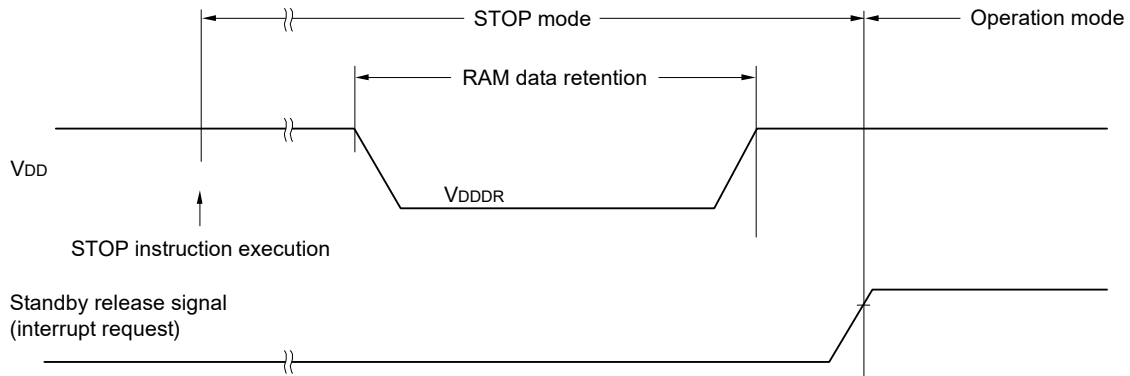 STOP mode
Operation mode
RAM data retention
VDD
VDDDR
STOP instruction execution
Standby release signal
(interrupt request)